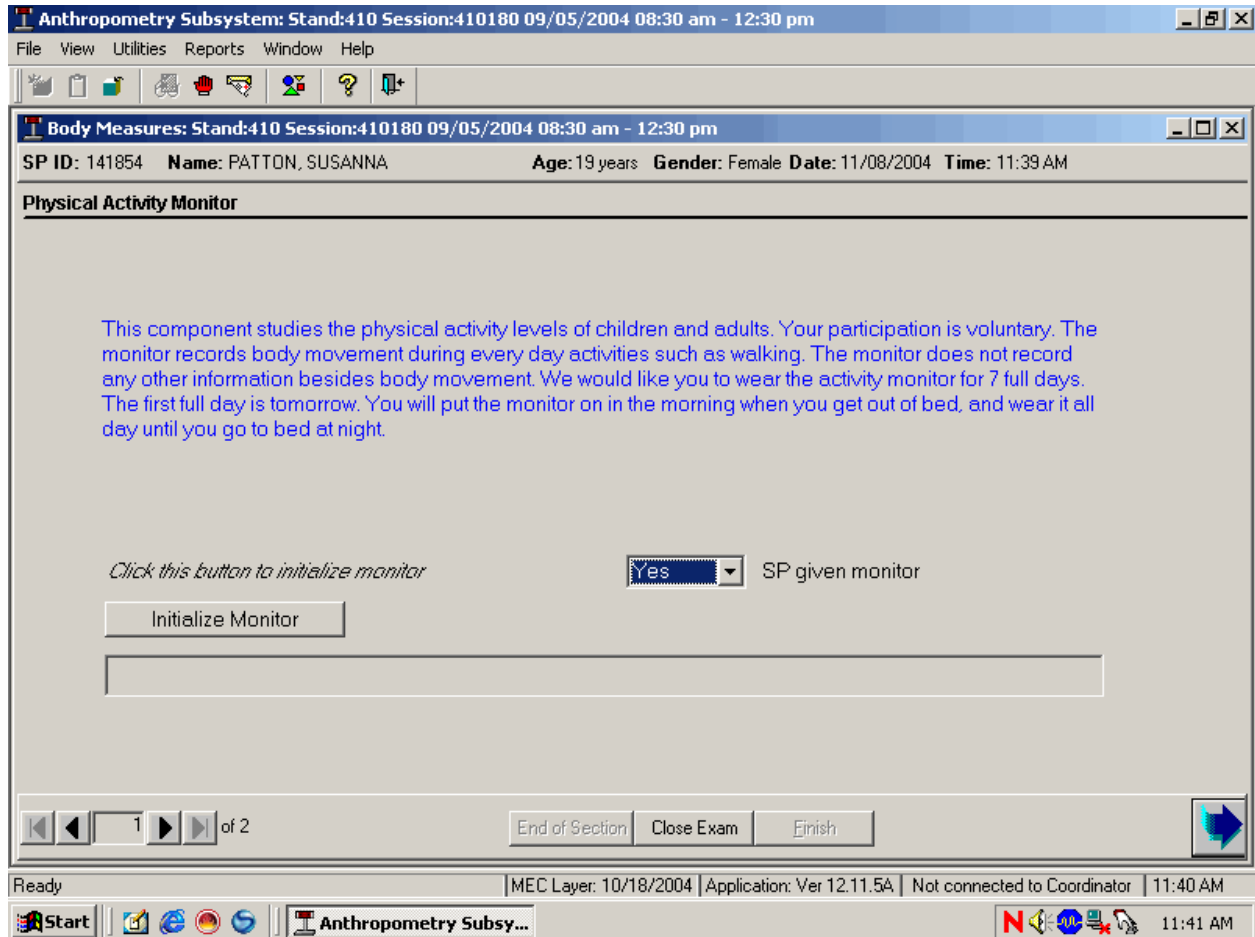 Anthropometry Subsystem: Stand:410 Session:410180 09/05/2004 08:30 am - 12:30 pm
File View Utilities Reports Window Help
Body Measures: Stand:410 Session:410180 09/05/2004 08:30 am - 12:30 pm
SP ID: 141854 Name: PATTON, SUSANNA Age: 19 years Gender: Female Date: 11/08/2004 Time: 11:39 AM
Physical Activity Monitor
This component studies the physical activity levels of children and adults. Your participation is voluntary. The
monitor records body movement during every day activities such as walking. The monitor does not record
any other information besides body movement. We would like you to wear the activity monitor for 7 full days.
The first full day is tomorrow. You will put the monitor on in the morning when you get out of bed, and wear it all
day until you go to bed at night.
Click this button to initialize monitor Yes SP given monitor
Initialize Monitor
1 of 2 End of Section Close Exam Finish
Ready MEC Layer: 10/18/2004 Application: Ver 12.11.5A Not connected to Coordinator 11:40 AM
Start Anthropometry Subsy... N 11:41 AM